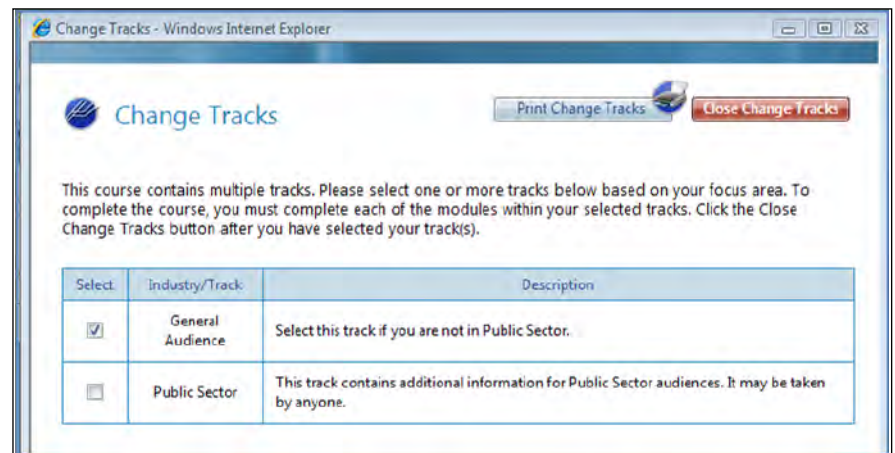 Change Tracks - Windows Internet Explorer
Change Tracks
Print Change Tracks
Close Change Tracks
This course contains multiple tracks. Please select one or more tracks below based on your focus area. To
complete the course, you must complete each of the modules within your selected tracks. Click the Close
Change Tracks button after you have selected your track(s).
Select Industry/Track Description
General
Audience
Select this track if you are not in Public Sector.
Public Sector
This track contains additional information for Public Sector audiences. It may be taken
by anyone.